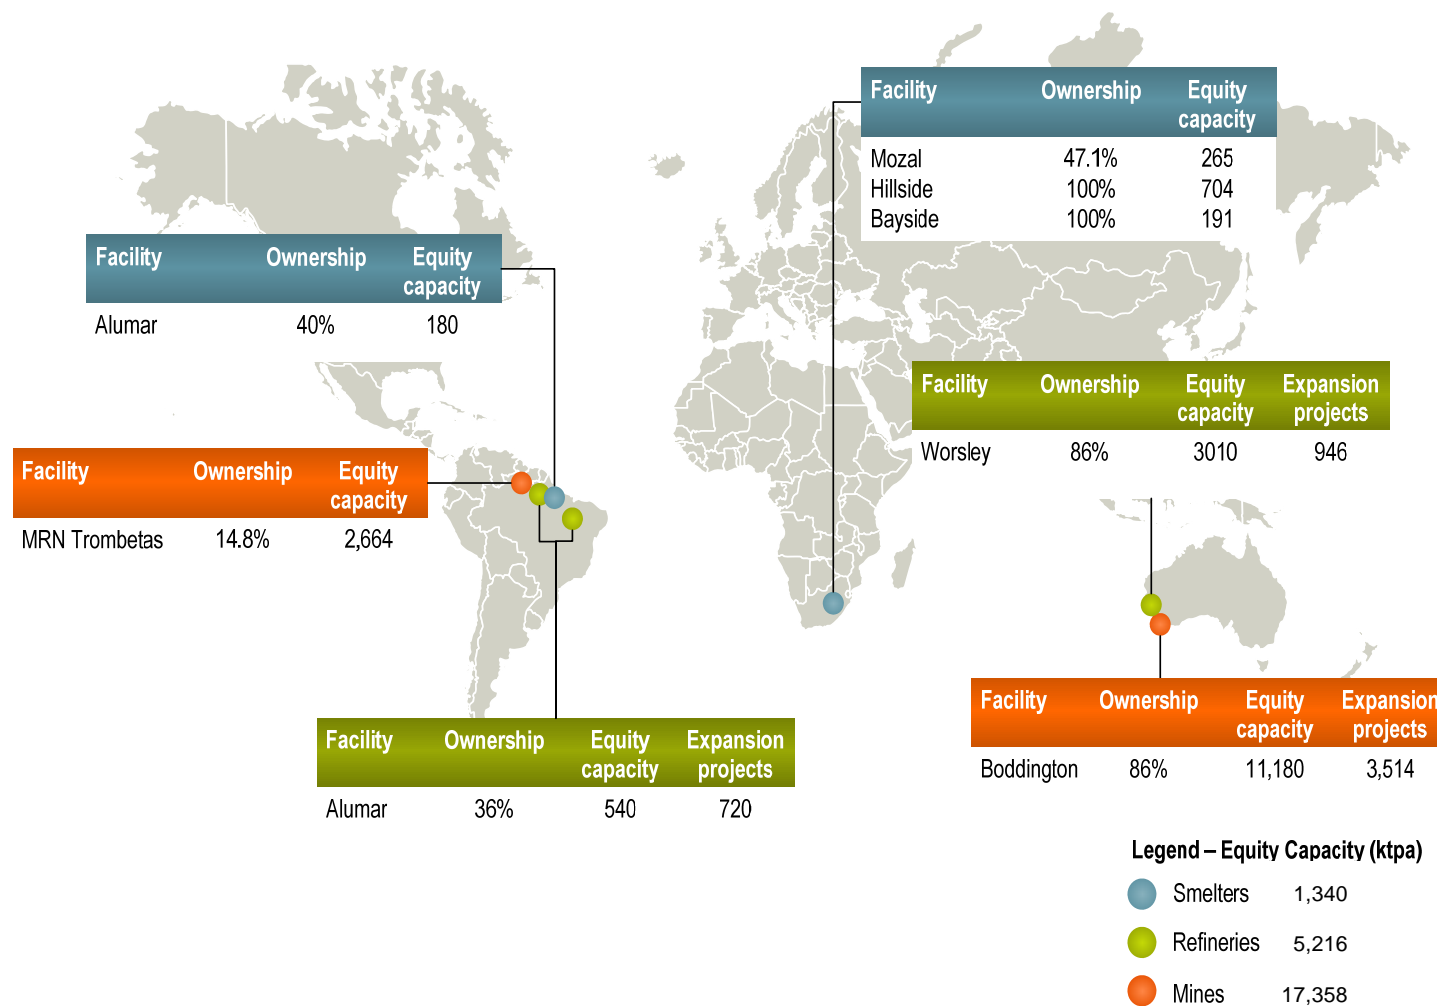 Facility Ownership Equity capacity
Mozal 47.1% 265
Hillside 100% 704
Bayside 100% 191
Facility Ownership Equity capacity
Alumar 40% 180
Facility Ownership Equity capacity Expansion projects
Worsley 86% 3010 946
Facility Ownership Equity capacity
MRN Trombetas 14.8% 2,664
Facility Ownership Equity capacity Expansion projects
Boddington 86% 11,180 3,514
Facility Ownership Equity capacity Expansion projects
Alumar 36% 540 720
Legend – Equity Capacity (ktpa)
Smelters 1,340
Refineries 5,216
Mines 17,358